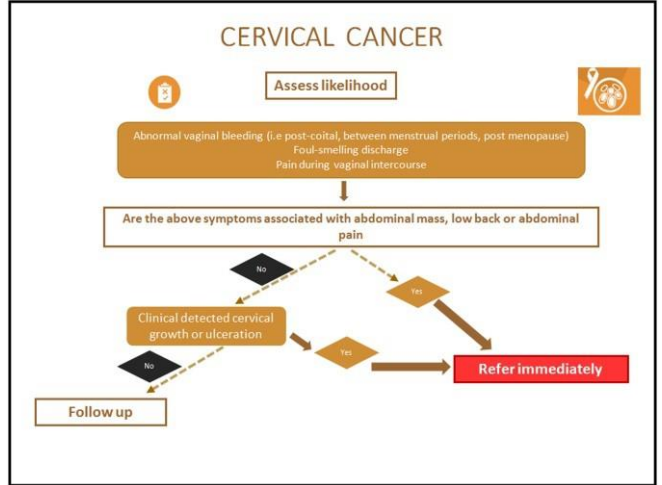 CERVICAL CANCER
Assess likelihood
Abnormal vaginal bleeding (i.e post-coital, between menstrual periods, post menopause)
Foul-smelling discharge
Pain during vaginal intercourse
Are the above symptoms associated with abdominal mass, low back or abdominal
pain
No
Yes
Clinical detected cervical
growth or ulceration
No
Yes
Refer immediately
Follow up